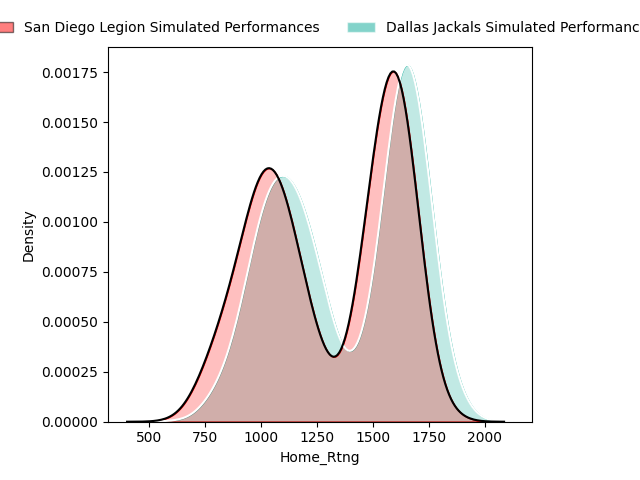 San Diego Legion Simulated Performances Dallas Jackals Simulated Performanc
0.00175
0.00150
0.00125
0.00100
0.00075
0.00050
0.00025
0.00000
Density
500 750 1000 1250 1500 1750 2000
Home_Rtng